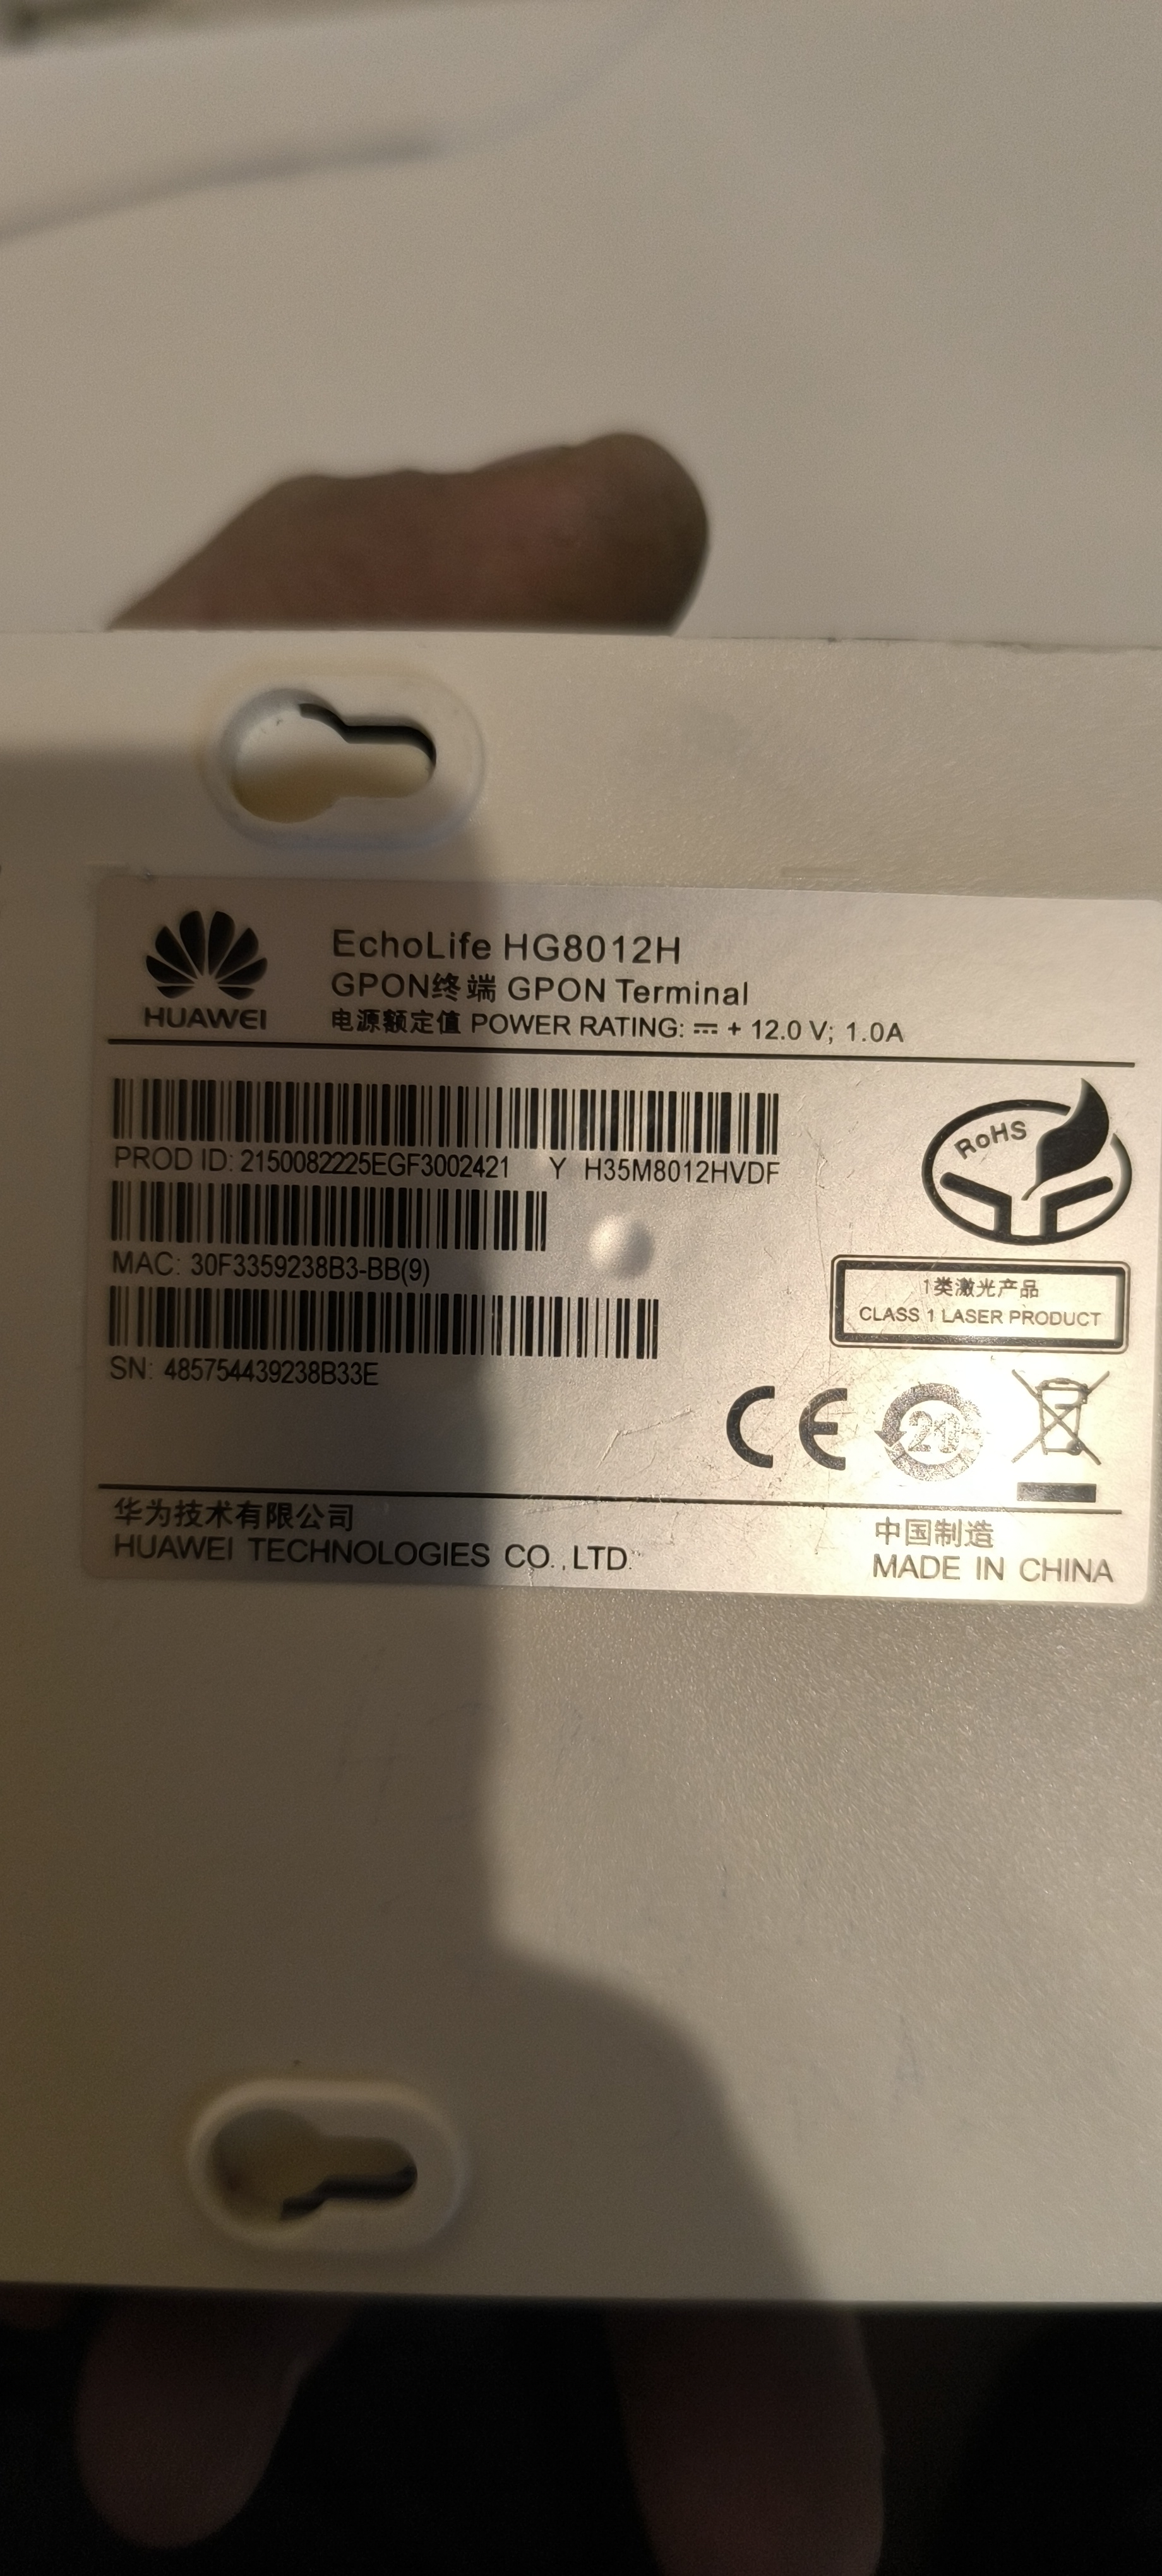 HUAWEI
EchoLife HG8012H
GPON终端 GPON Terminal
电源额定值 POWER RATING: ⎓ + 12.0 V; 1.0A
PROD ID: 2150082225EGF3002421 Y H35M8012HVDF
MAC: 30F3359238B3-BB(9)
SN: 485754439238B33E
RoHS
1类激光产品
CLASS 1 LASER PRODUCT
CE
20
华为技术有限公司
HUAWEI TECHNOLOGIES CO.,LTD.
中国制造
MADE IN CHINA